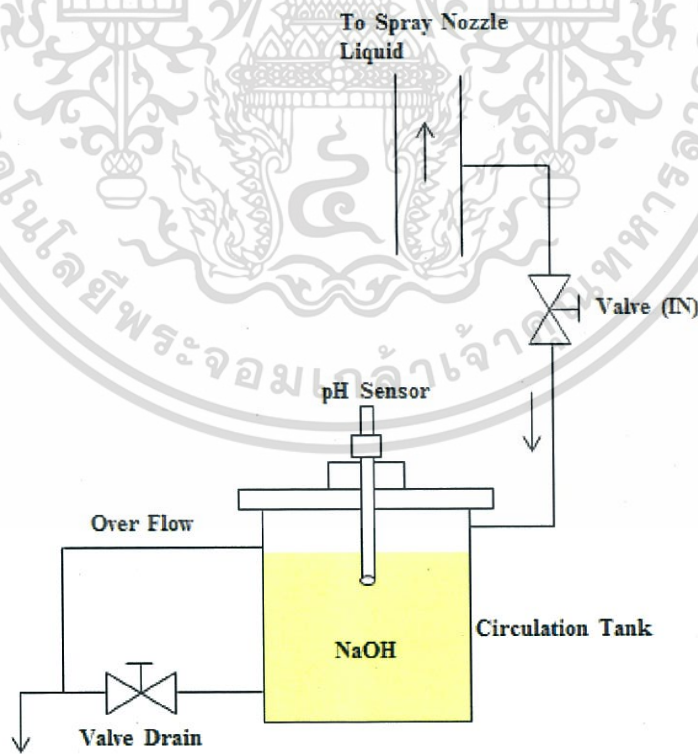 To Spray Nozzle
Liquid
Valve (IN)
pH Sensor
Over Flow
Circulation Tank
NaOH
Valve Drain